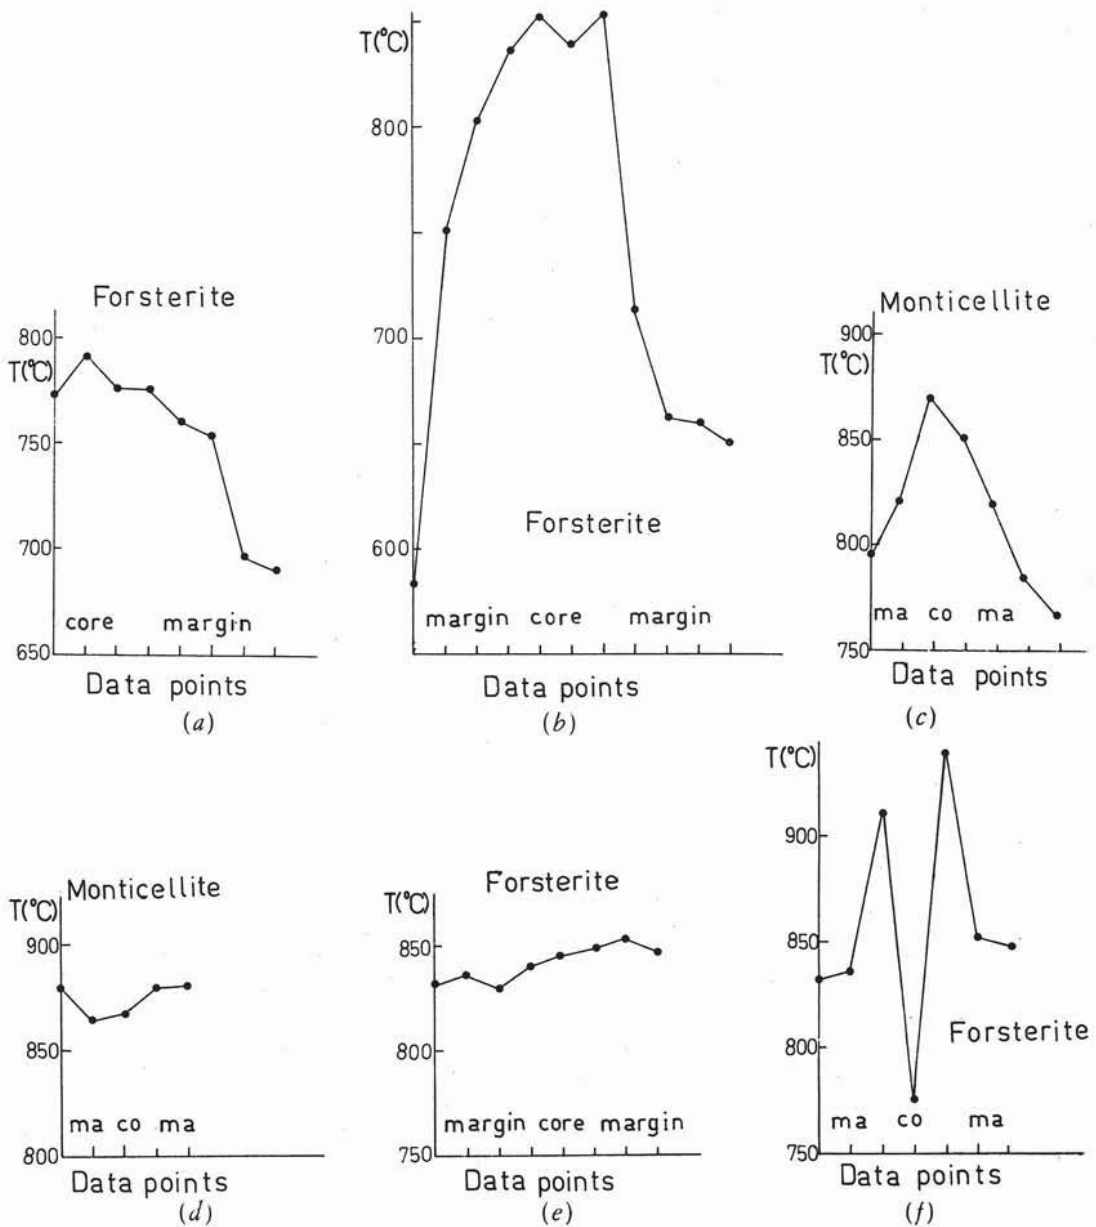 Forsterite
800
T(°C)
750
700
650
core margin
Data points
(a)
T(°C)
800
700
600
Forsterite
margin core margin
Data points
(b)
Monticellite
900
T(°C)
850
800
750
ma co ma
Data points
(c)
Monticellite
T(°C)
900
850
800
ma co ma
Data points
(d)
Forsterite
T(°C)
850
800
750
margin core margin
Data points
(e)
T(°C)
900
850
800
750
Forsterite
ma co ma
Data points
(f)